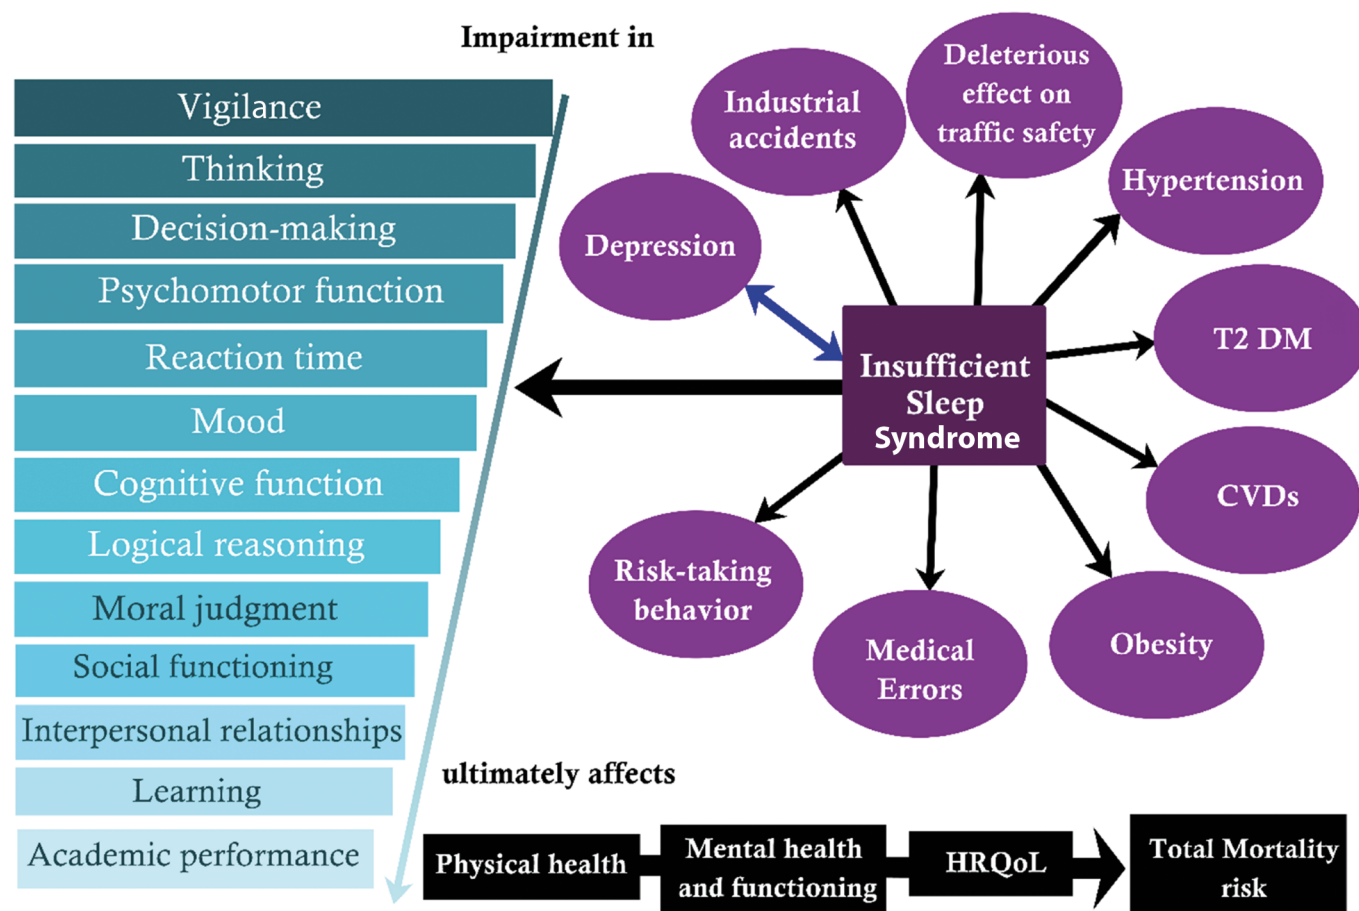 Impairment in
Vigilance
Thinking
Decision-making
Psychomotor function
Reaction time
Mood
Cognitive function
Logical reasoning
Moral judgment
Social functioning
Interpersonal relationships
Learning
Academic performance
Depression
Industrial
accidents
Deleterious
effect on
traffic safety
Hypertension
T2 DM
CVDs
Obesity
Medical
Errors
Risk-taking
behavior
Insufficient
Sleep
Syndrome
ultimately affects
Physical health
Mental health
and functioning
HRQoL
Total Mortality
risk